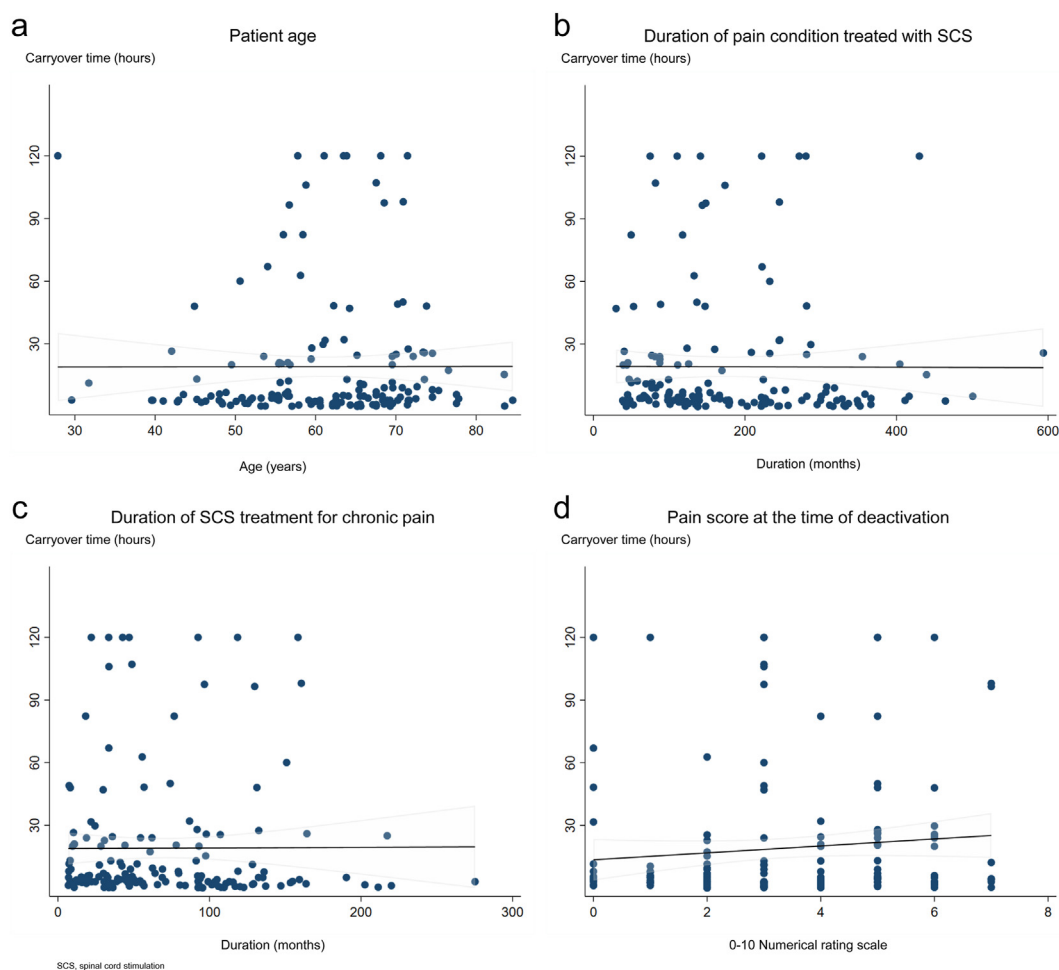 a
Patient age
Carryover time (hours)
120
90
60
30
30 40 50 60 70 80
Age (years)
b
Duration of pain condition treated with SCS
Carryover time (hours)
120
90
60
30
0 200 400 600
Duration (months)
c
Duration of SCS treatment for chronic pain
Carryover time (hours)
120
90
60
30
0 100 200 300
Duration (months)
d
Pain score at the time of deactivation
Carryover time (hours)
120
90
60
30
0 2 4 6 8
0-10 Numerical rating scale
SCS, spinal cord stimulation